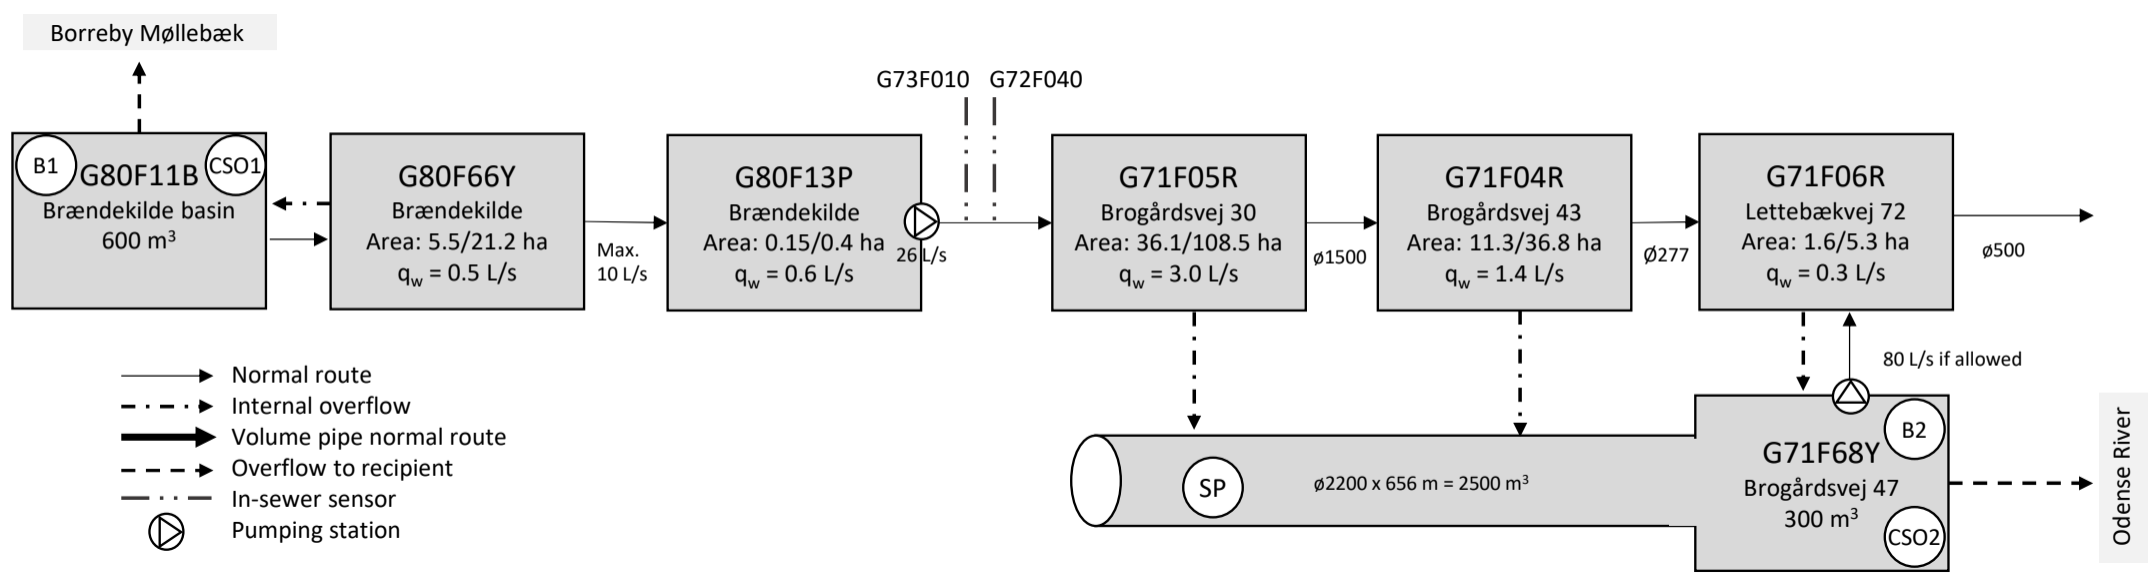 Borreby Møllebæk
G73F010 G72F040
B1
CSO1
G80F11B
Brændekilde basin
600 m³
G80F66Y
Brændekilde
Area: 5.5/21.2 ha
q_w = 0.5 L/s
Max.
10 L/s
G80F13P
Brændekilde
Area: 0.15/0.4 ha
q_w = 0.6 L/s
26 L/s
G71F05R
Brogårdsvej 30
Area: 36.1/108.5 ha
q_w = 3.0 L/s
ø1500
G71F04R
Brogårdsvej 43
Area: 11.3/36.8 ha
q_w = 1.4 L/s
Ø277
G71F06R
Lettebækvej 72
Area: 1.6/5.3 ha
q_w = 0.3 L/s
ø500
80 L/s if allowed
Normal route
Internal overflow
Volume pipe normal route
Overflow to recipient
In-sewer sensor
Pumping station
SP
ø2200 x 656 m = 2500 m³
B2
G71F68Y
Brogårdsvej 47
300 m³
CSO2
Odense River